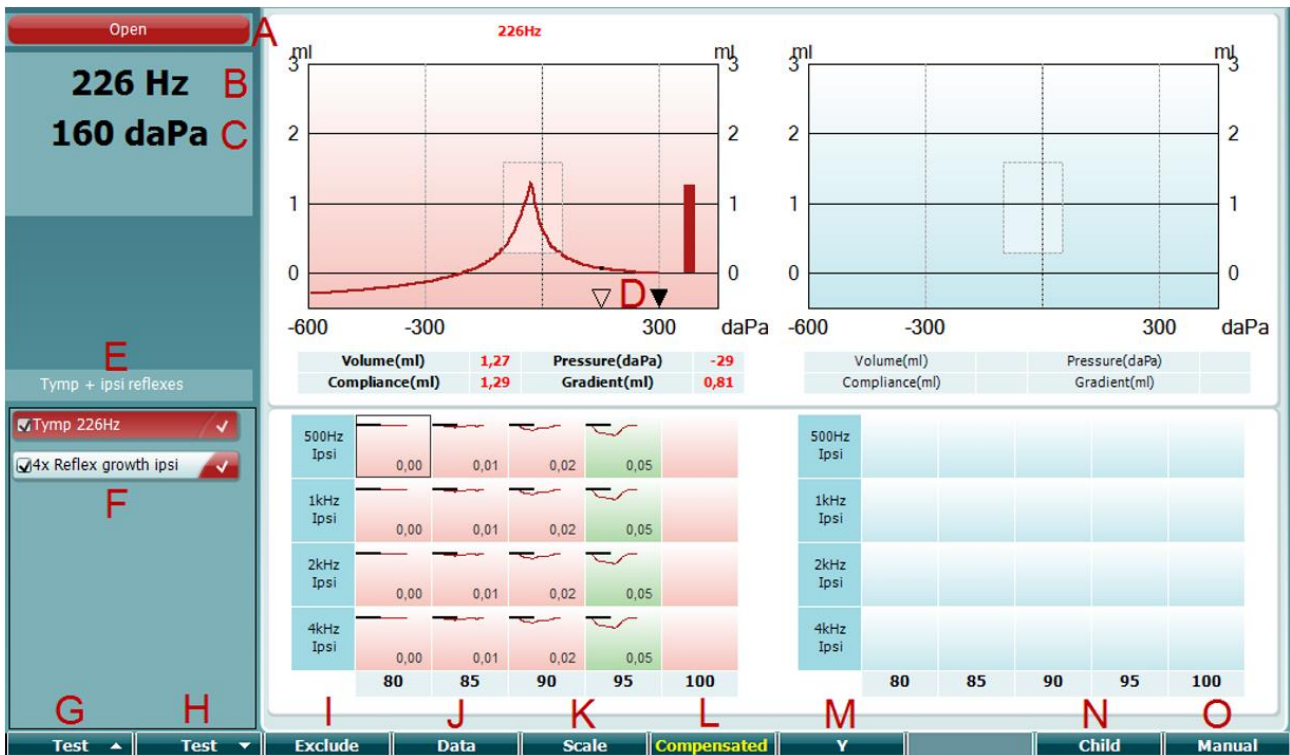 Open
A
226 Hz
B
160 daPa
C
E
Tymp + ipsi reflexes
Tymp 226Hz
4x Reflex growth ipsi
F
G
H
226Hz
ml ml
3 3
2 2
1 1
0 0
D
-600 -300 300 daPa
Volume(ml) 1,27 Pressure(daPa) -29
Compliance(ml) 1,29 Gradient(ml) 0,81
ml ml
3 3
2 2
1 1
0 0
-600 -300 300 daPa
Volume(ml) Pressure(daPa)
Compliance(ml) Gradient(ml)
500Hz
Ipsi
0,00 0,01 0,02 0,05
1kHz
Ipsi
0,00 0,01 0,02 0,05
2kHz
Ipsi
0,00 0,01 0,02 0,05
4kHz
Ipsi
0,00 0,01 0,02 0,05
80 85 90 95 100
500Hz
Ipsi
1kHz
Ipsi
2kHz
Ipsi
4kHz
Ipsi
80 85 90 95 100
I J K L M N O
Test Test Exclude Data Scale Compensated Y Child Manual